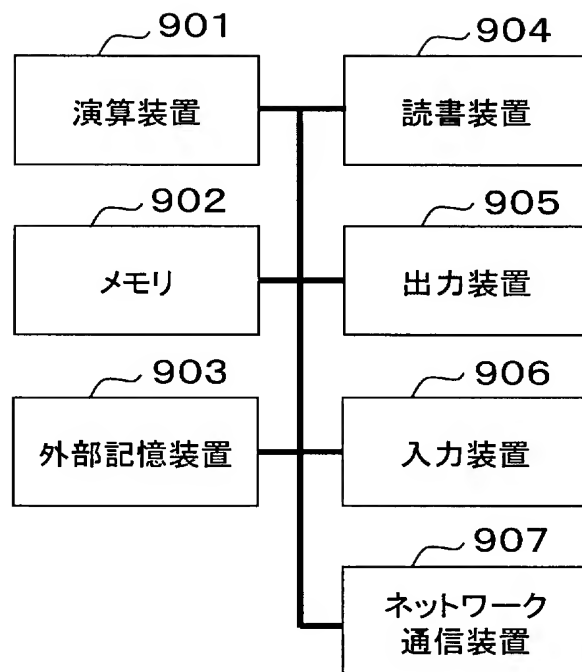 901
演算装置
902
メモリ
903
外部記憶装置
904
読書装置
905
出力装置
906
入力装置
907
ネットワーク
通信装置